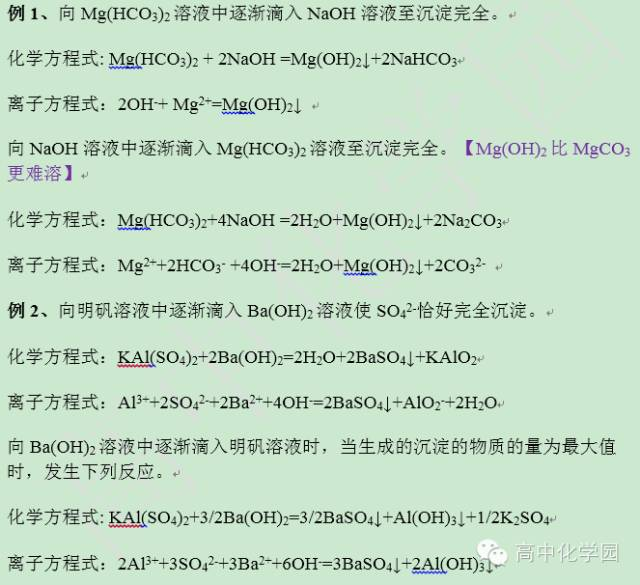 例 1、向 Mg(HCO₃)₂ 溶液中逐渐滴入 NaOH 溶液至沉淀完全。
化学方程式: Mg(HCO₃)₂ + 2NaOH =Mg(OH)₂↓+2NaHCO₃
离子方程式：2OH⁻+ Mg²⁺=Mg(OH)₂↓
向 NaOH 溶液中逐渐滴入 Mg(HCO₃)₂ 溶液至沉淀完全。【Mg(OH)₂ 比 MgCO₃
更难溶】
化学方程式：Mg(HCO₃)₂+4NaOH =2H₂O+Mg(OH)₂↓+2Na₂CO₃
离子方程式：Mg²⁺+2HCO₃⁻ +4OH⁻=2H₂O+Mg(OH)₂↓+2CO₃²⁻
例 2、向明矾溶液中逐渐滴入 Ba(OH)₂ 溶液使 SO₄²⁻恰好完全沉淀。
化学方程式：KAl(SO₄)₂+2Ba(OH)₂=2H₂O+2BaSO₄↓+KAlO₂
离子方程式：Al³⁺+2SO₄²⁻+2Ba²⁺+4OH⁻=2BaSO₄↓+AlO₂⁻+2H₂O
向 Ba(OH)₂ 溶液中逐渐滴入明矾溶液时，当生成的沉淀的物质的量为最大值
时，发生下列反应。
化学方程式: KAl(SO₄)₂+3/2Ba(OH)₂=3/2BaSO₄↓+Al(OH)₃↓+1/2K₂SO₄
离子方程式：2Al³⁺+3SO₄²⁻+3Ba²⁺+6OH⁻=3BaSO₄↓+2Al(OH)₃↓
高中化学园